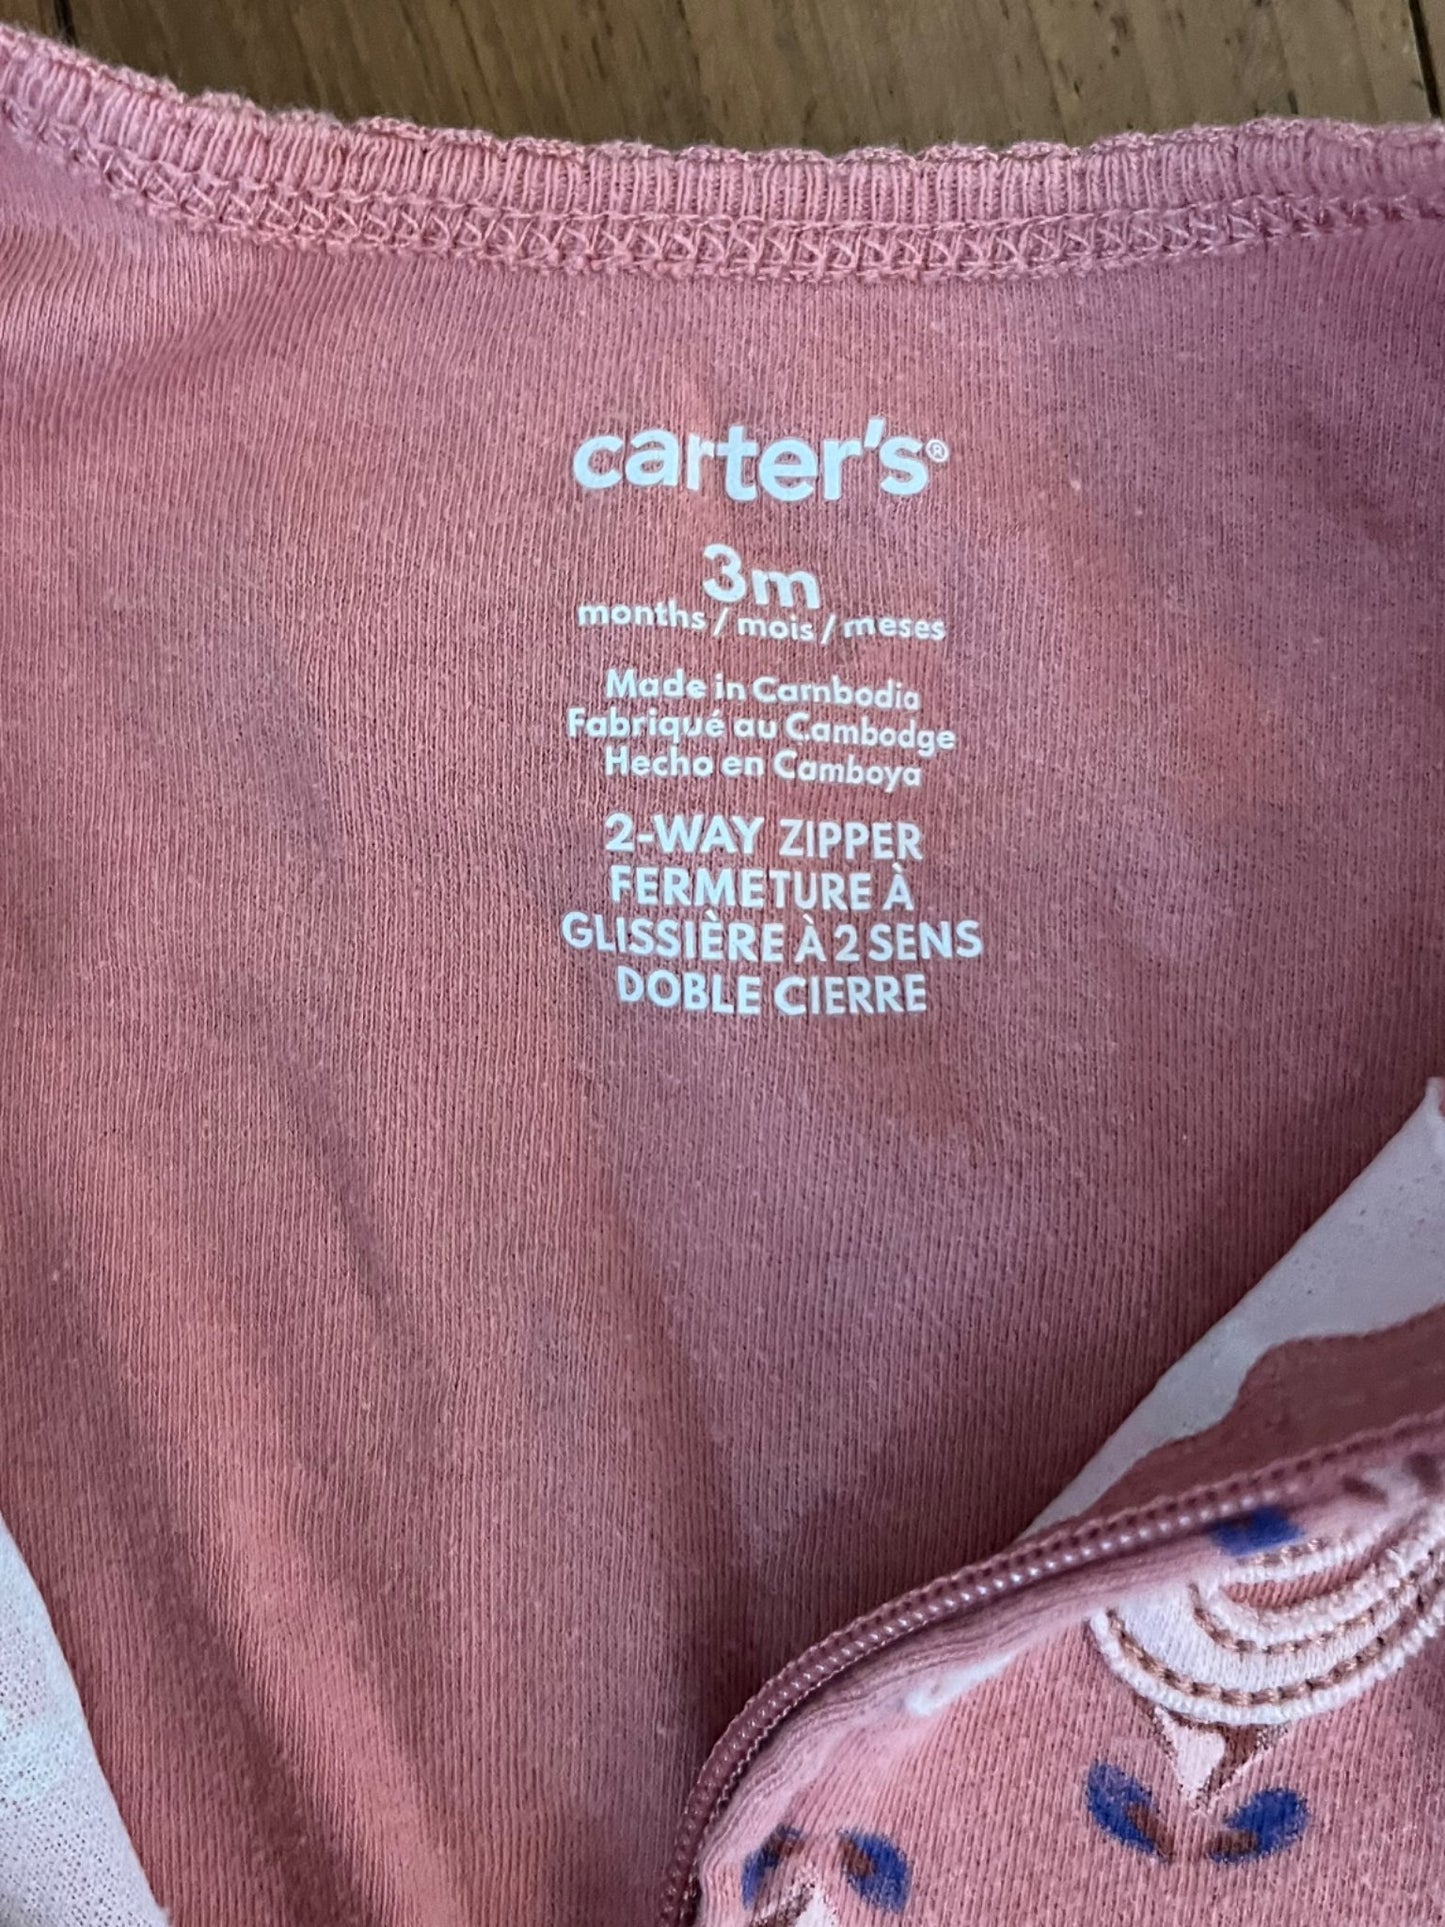 carter's®
3m
months / mois / meses
Made in Cambodia
Fabriqué au Cambodge
Hecho en Camboya
2-WAY ZIPPER
FERMETURE À
GLISSIÈRE À 2 SENS
DOBLE CIERRE